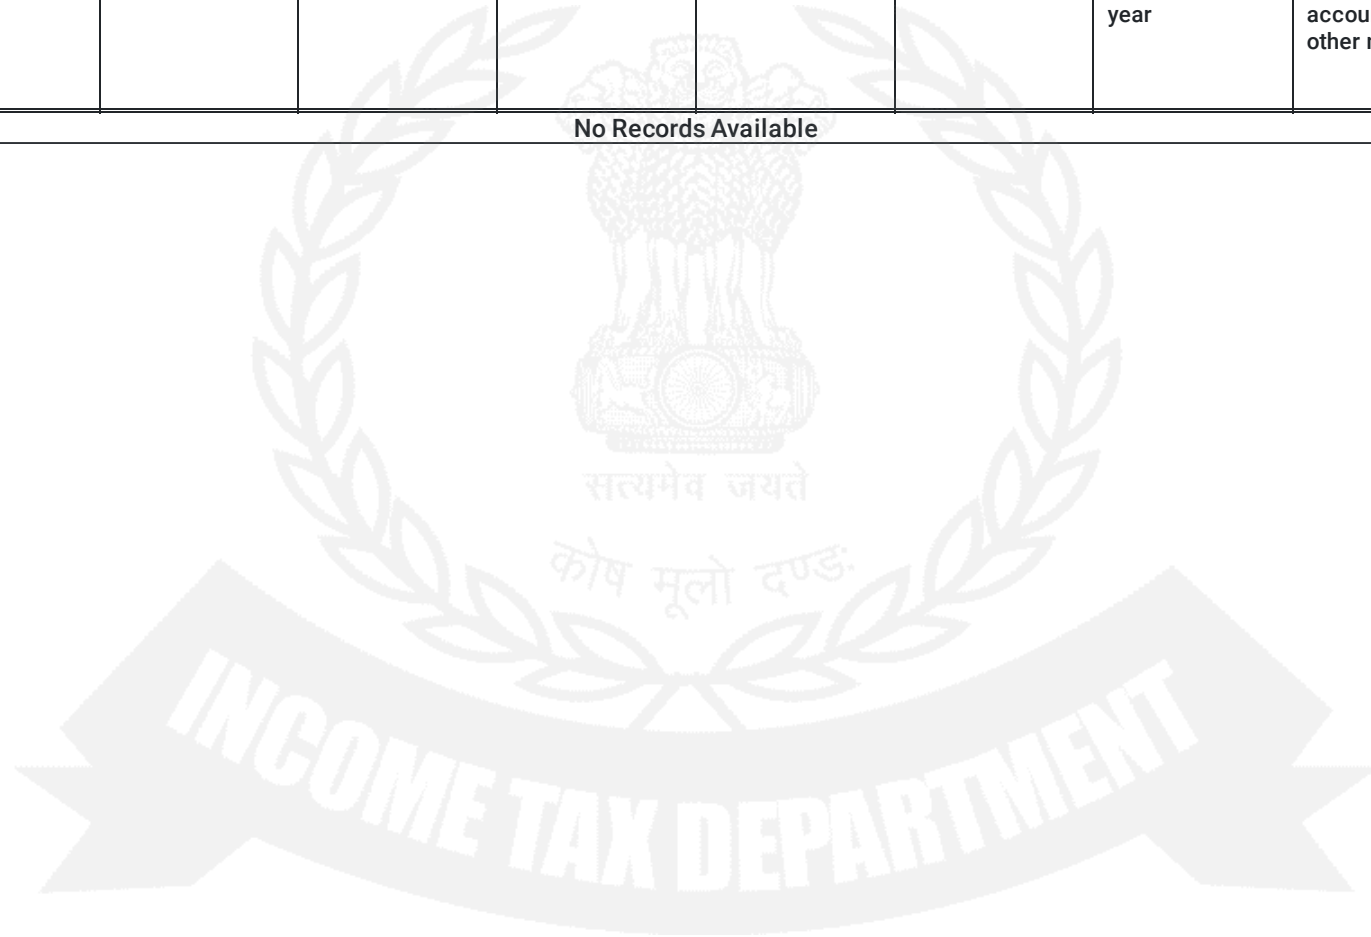 year
accou
other
No Records Available
सत्यमेव जयते
कोष मूलो दण्डः
INCOME TAX DEPARTMENT